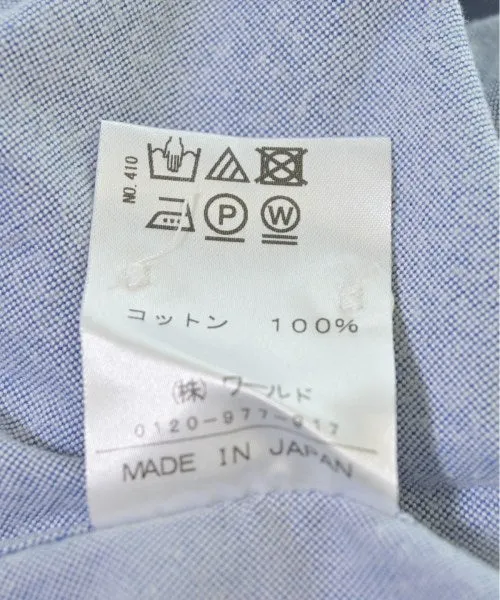 NO. 410
P W
コットン 100%
(株) ワールド
0120-977-917
MADE IN JAPAN